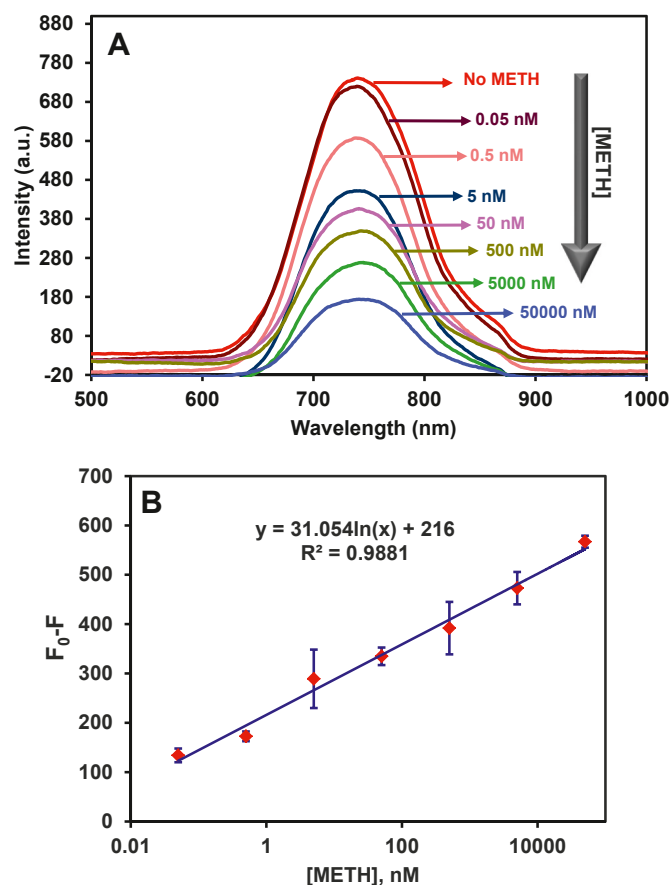 A
880
780
680
580
480
380
280
180
80
-20
Intensity (a.u.)
No METH
0.05 nM
0.5 nM
5 nM
50 nM
500 nM
5000 nM
50000 nM
[METH]
500 600 700 800 900 1000
Wavelength (nm)
B
y = 31.054ln(x) + 216
R² = 0.9881
700
600
500
400
300
200
100
0
F₀-F
0.01 1 100 10000
[METH], nM